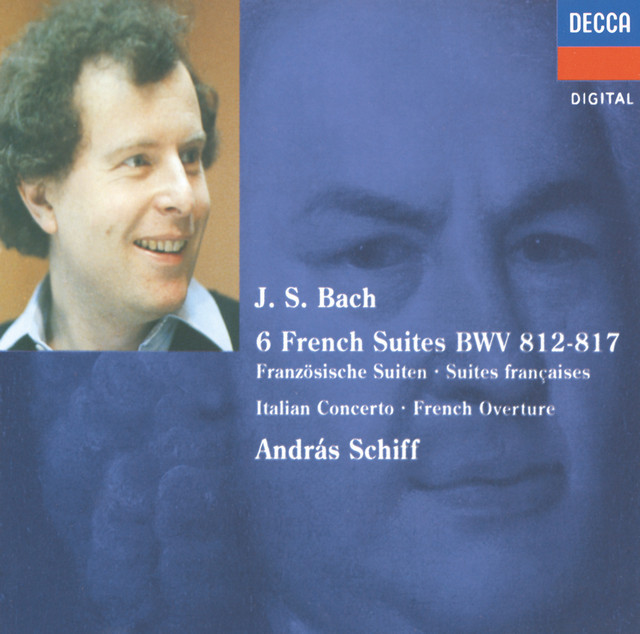 DECCA
DIGITAL
J. S. Bach
6 French Suites BWV 812-817
Französische Suiten · Suites françaises
Italian Concerto · French Overture
András Schiff